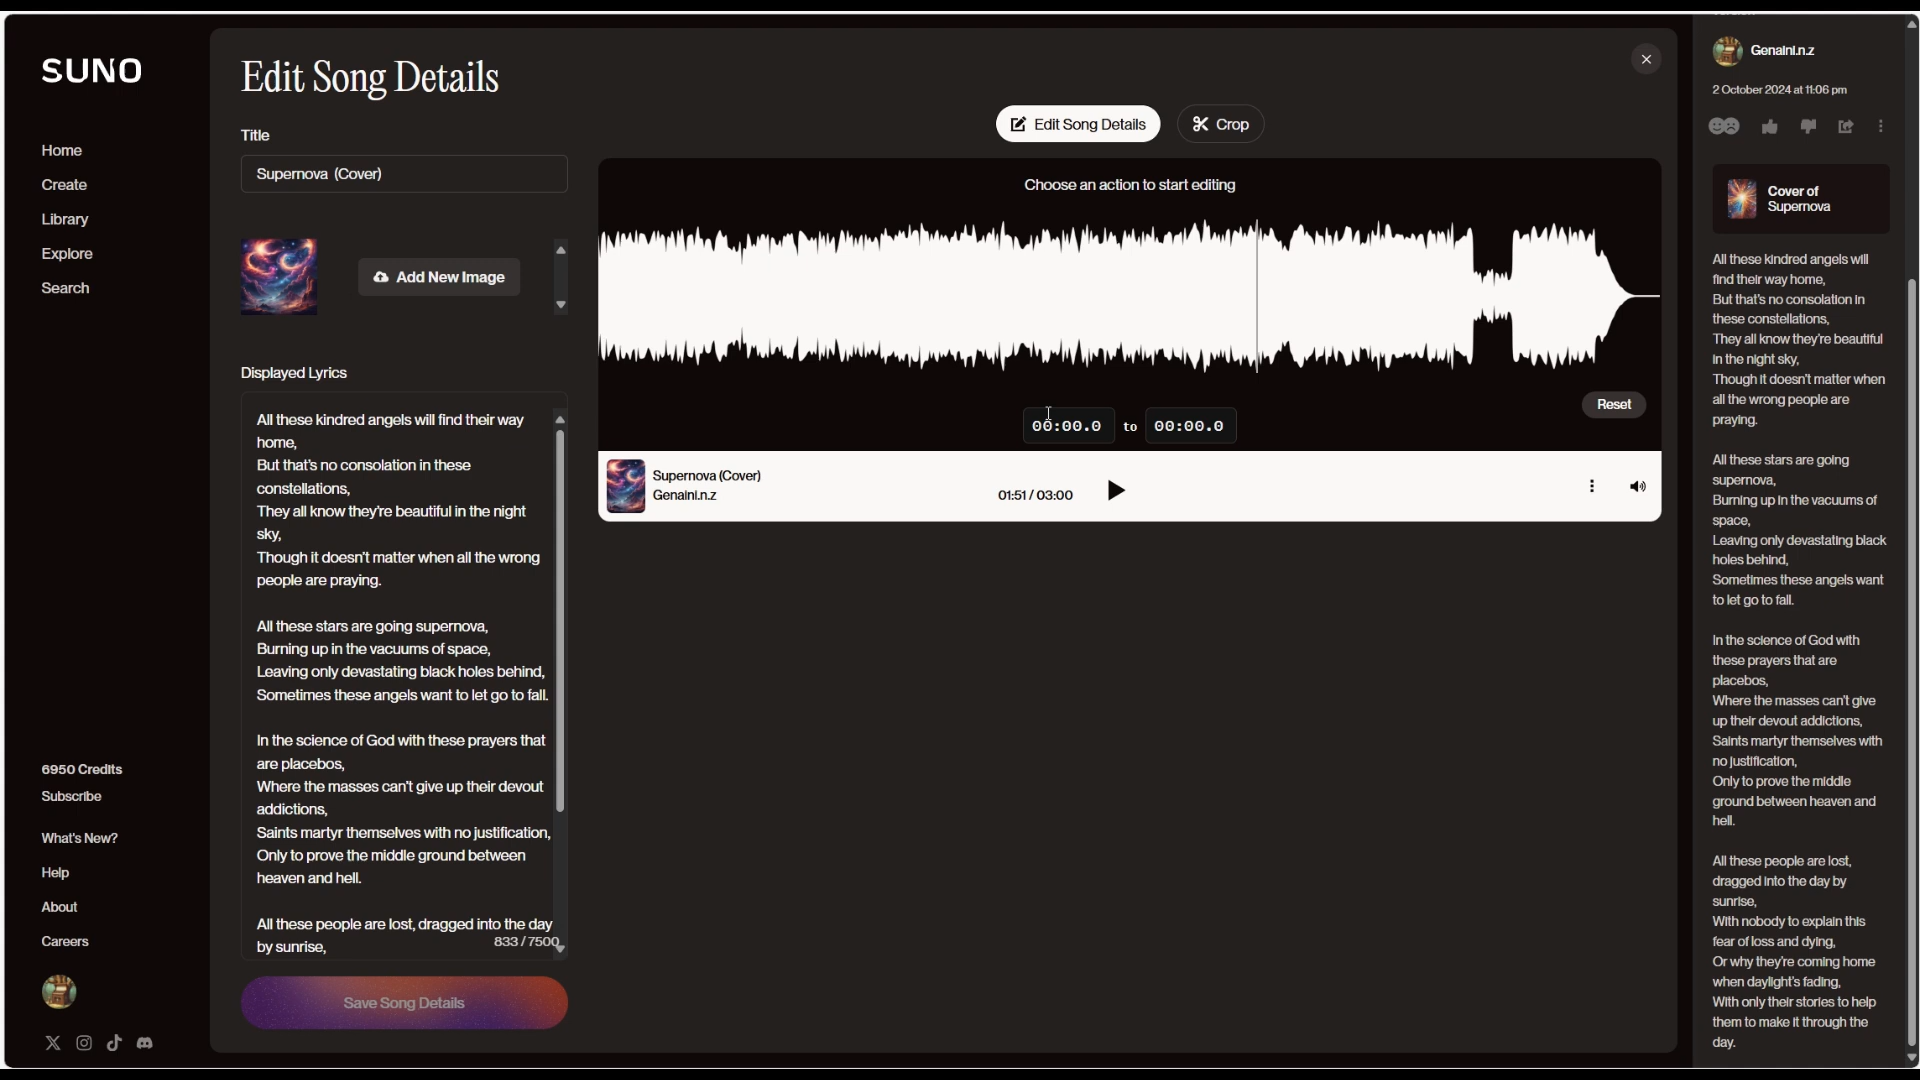 SUNO
Home
Create
Library
Explore
Search
6950 Credits
Subscribe
What's New?
Help
About
Careers
Edit Song Details
Title
Supernova (Cover)
Add New Image
Displayed Lyrics
All these kindred angels will find their way
home,
But that's no consolation in these
constellations,
They all know they're beautiful in the night
sky,
Though it doesn't matter when all the wrong
people are praying.
All these stars are going supernova,
Burning up in the vacuums of space,
Leaving only devastating black holes behind,
Sometimes these angels want to let go to fall.
In the science of God with these prayers that
are placebos,
Where the masses can't give up their devout
addictions,
Saints martyr themselves with no justification,
Only to prove the middle ground between
heaven and hell.
All these people are lost, dragged into the day
by sunrise,
833 / 7500
Save Song Details
Edit Song Details
Crop
Choose an action to start editing
Reset
00:00.0 to 00:00.0
Supernova (Cover)
Genaini.n.z
01:51 / 03:00
Genaini.n.z
2 October 2024 at 11:06 pm
Cover of
Supernova
All these kindred angels will
find their way home,
But that's no consolation in
these constellations,
They all know they're beautiful
in the night sky,
Though it doesn't matter when
all the wrong people are
praying.
All these stars are going
supernova,
Burning up in the vacuums of
space,
Leaving only devastating black
holes behind,
Sometimes these angels want
to let go to fall.
In the science of God with
these prayers that are
placebos,
Where the masses can't give
up their devout addictions,
Saints martyr themselves with
no justification,
Only to prove the middle
ground between heaven and
hell.
All these people are lost,
dragged into the day by
sunrise,
With nobody to explain this
fear of loss and dying,
Or why they're coming home
when daylight's fading,
With only their stories to help
them to make it through the
day.